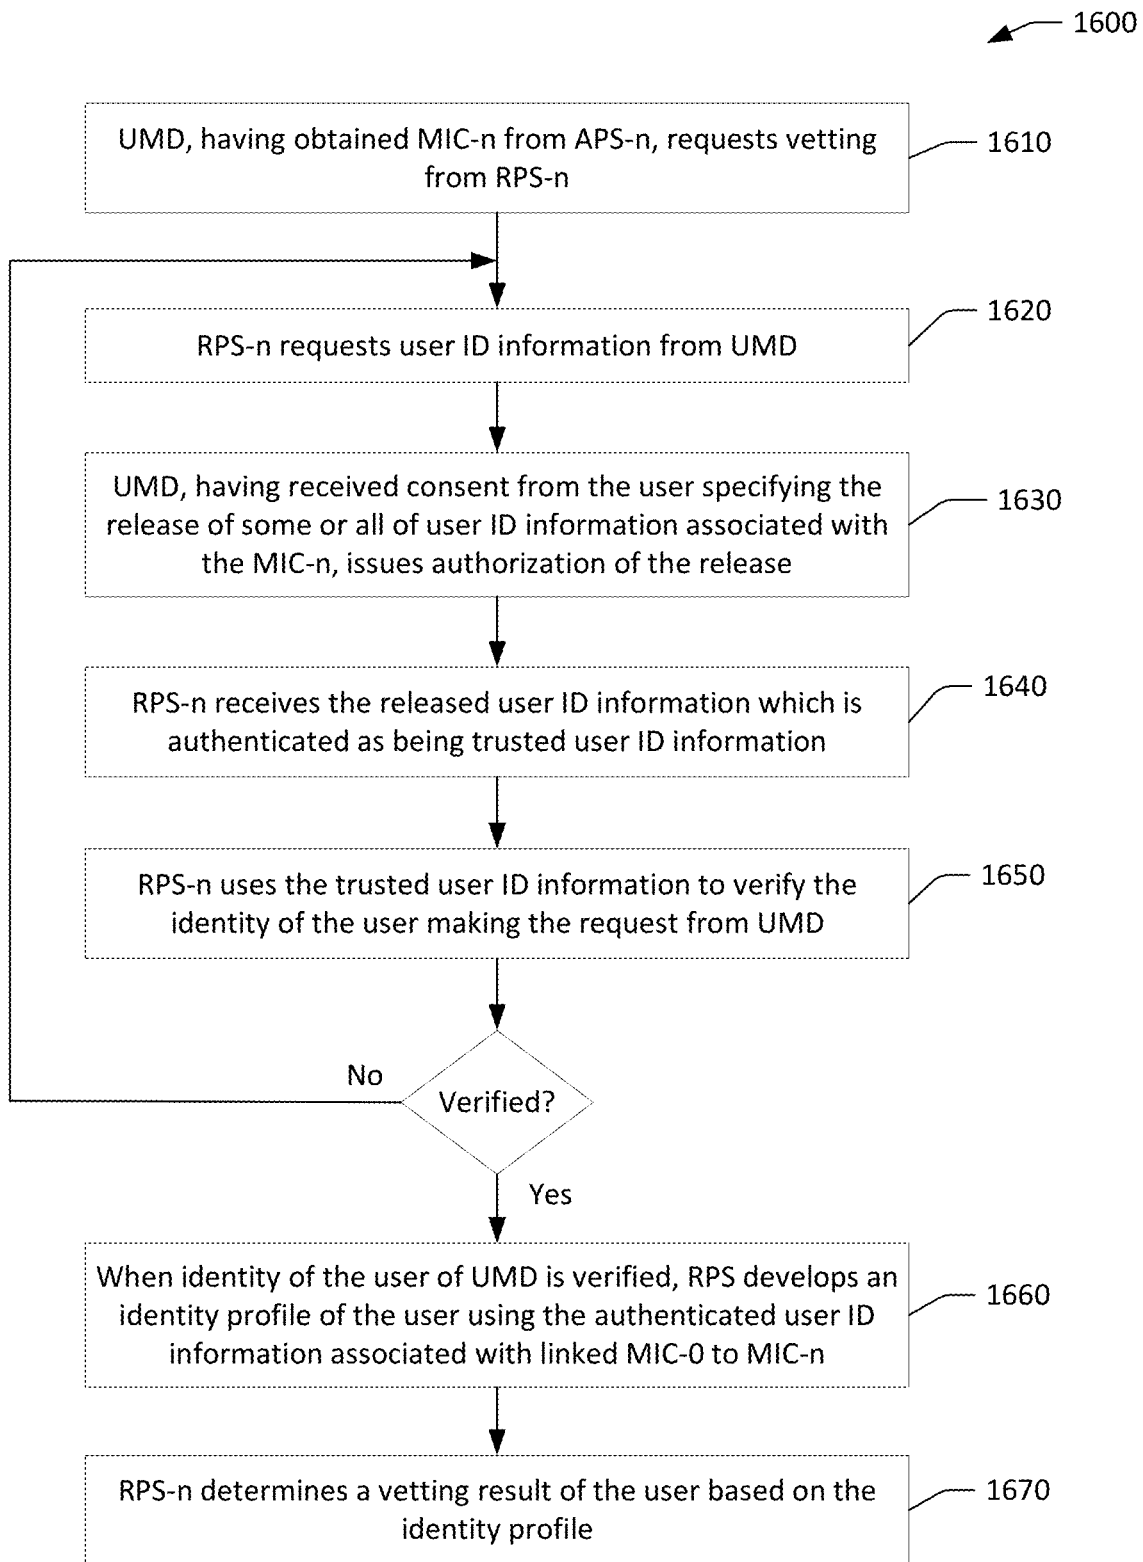 1600
UMD, having obtained MIC-n from APS-n, requests vetting
from RPS-n
1610
RPS-n requests user ID information from UMD
1620
UMD, having received consent from the user specifying the
release of some or all of user ID information associated with
the MIC-n, issues authorization of the release
1630
RPS-n receives the released user ID information which is
authenticated as being trusted user ID information
1640
RPS-n uses the trusted user ID information to verify the
identity of the user making the request from UMD
1650
No
Verified?
Yes
When identity of the user of UMD is verified, RPS develops an
identity profile of the user using the authenticated user ID
information associated with linked MIC-0 to MIC-n
1660
RPS-n determines a vetting result of the user based on the
identity profile
1670